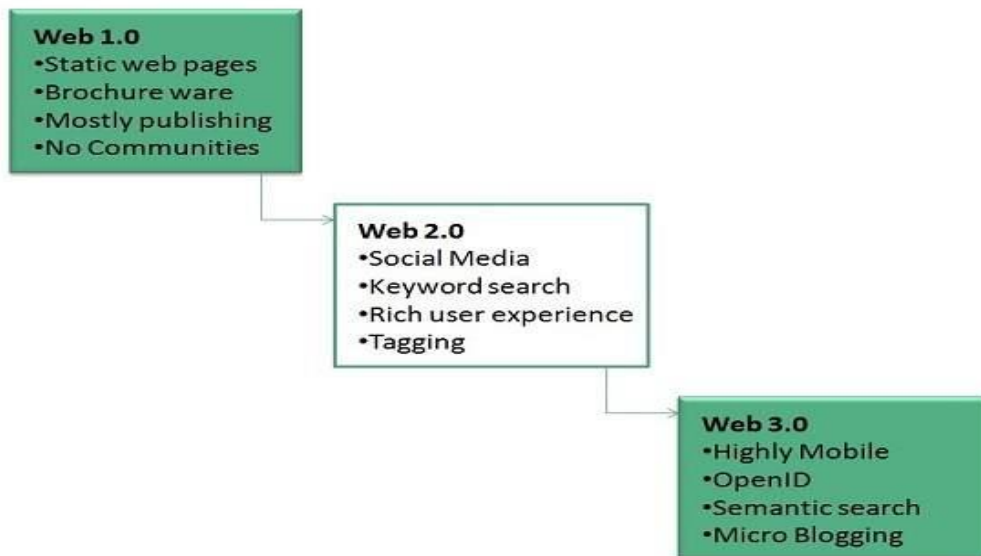 Web 1.0
•Static web pages
•Brochure ware
•Mostly publishing
•No Communities
Web 2.0
•Social Media
•Keyword search
•Rich user experience
•Tagging
Web 3.0
•Highly Mobile
•OpenID
•Semantic search
•Micro Blogging